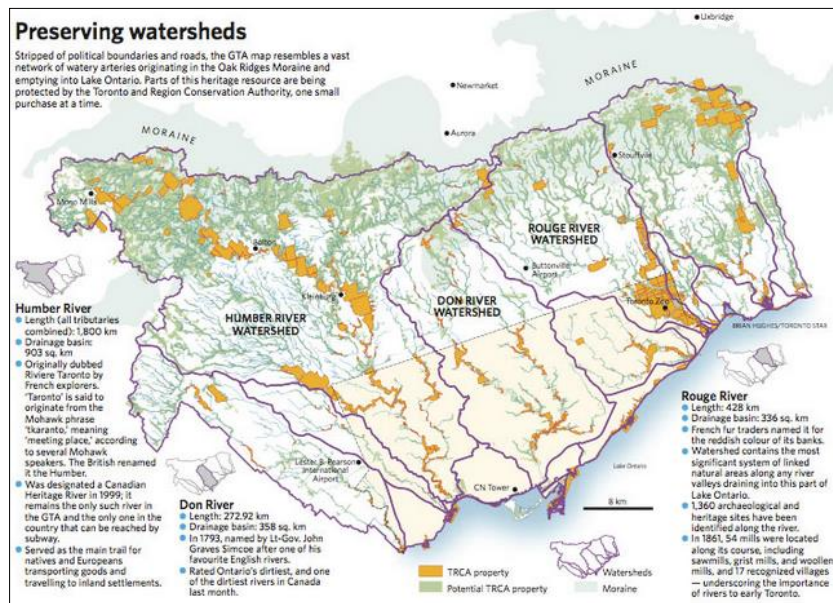 Preserving watersheds
Stripped of political boundaries and roads, the GTA map resembles a vast
network of watery arteries originating in the Oak Ridges Moraine and
emptying into Lake Ontario. Parts of this heritage resource are being
protected by the Toronto and Region Conservation Authority, one small
purchase at a time.
Uxbridge
Newmarket
MORAINE
Aurora
MORAINE
Stouffville
Mono Mills
Bolton
Kleinburg
ROUGE RIVER
WATERSHED
Buttonville
Airport
DON RIVER
WATERSHED
Toronto Zoo
HUMBER RIVER
WATERSHED
BRIAN HUGHES/TORONTO STAR
Humber River
Length (all tributaries
combined): 1,800 km
Drainage basin:
903 sq. km
Originally dubbed
Riviere Taronto by
French explorers.
'Taronto' is said to
originate from the
Mohawk phrase
'tkaranto,' meaning
'meeting place,' according
to several Mohawk
speakers. The British renamed
it the Humber.
Was designated a Canadian
Heritage River in 1999; it
remains the only such river
in the GTA and the only one in the
country that can be reached by
subway.
Served as the main trail for
natives and Europeans
transporting goods and
travelling to inland settlements.
Lester B. Pearson
International
Airport
Don River
Length: 272.92 km
Drainage basin: 358 sq. km
In 1793, named by Lt-Gov. John
Graves Simcoe after one of his
favourite English rivers.
Rated Ontario's dirtiest, and one
of the dirtiest rivers in Canada
last month.
CN Tower
Lake Ontario
8 km
TRCA property
Potential TRCA property
Watersheds
Moraine
Rouge River
Length: 428 km
Drainage basin: 336 sq. km
French fur traders named it for
the reddish colour of its banks.
Watershed contains the most
significant system of linked
natural areas along any river
valleys draining into this part of
Lake Ontario.
1,360 archaeological and
heritage sites have been
identified along the river.
In 1861, 54 mills were located
along its course, including
sawmills, grist mills, and woollen
mills, and 17 recognized villages
— underscoring the importance
of rivers to early Toronto.